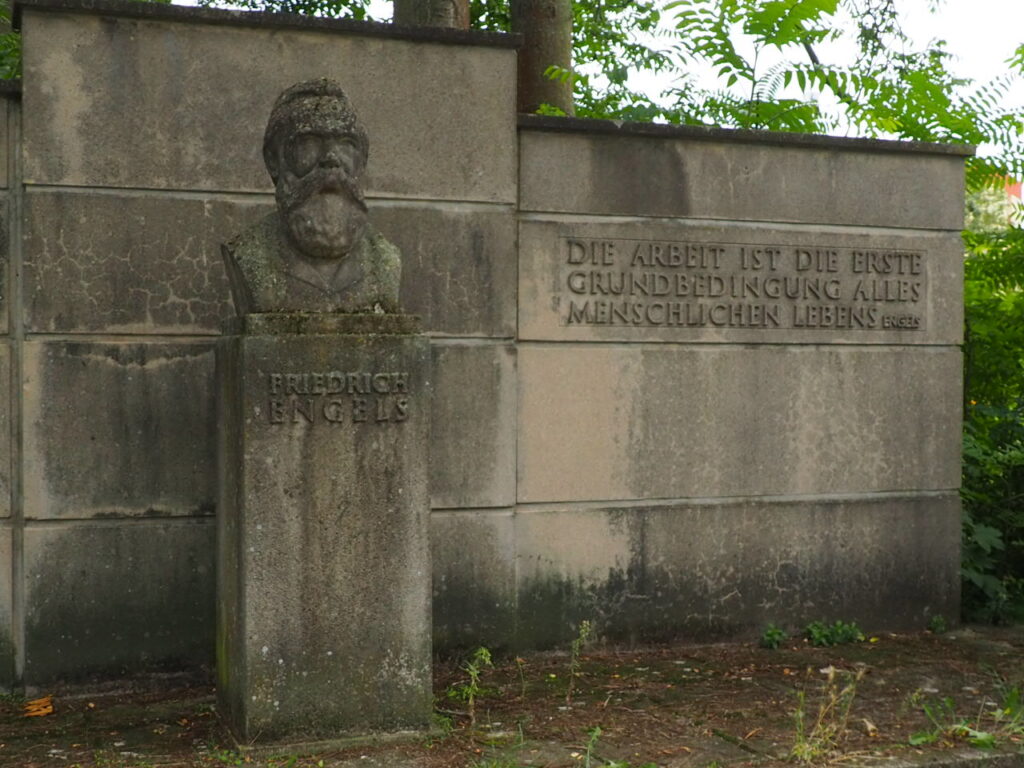 FRIEDRICH
ENGELS
DIE ARBEIT IST DIE ERSTE
GRUNDBEDINGUNG ALLES
MENSCHLICHEN LEBENS ENGELS